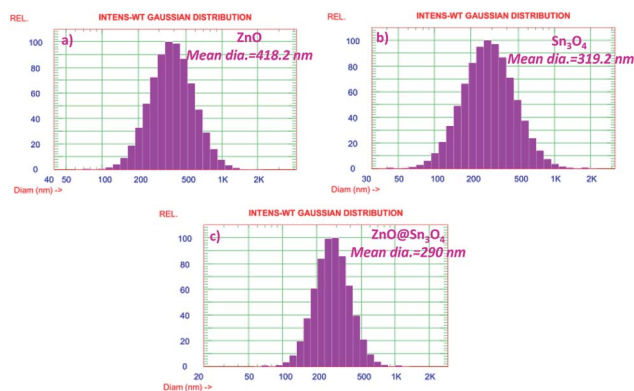 INTENS-WT GAUSSIAN DISTRIBUTION
REL.
a)
ZnO
Mean dia.=418.2 nm
100
80
60
40
20
0
40 50 100 200 500 1K 2K
Diam (nm) ->
INTENS-WT GAUSSIAN DISTRIBUTION
REL.
b)
Sn₃O₄
Mean dia.=319.2 nm
100
80
60
40
20
0
30 50 100 200 500 1K 2K
Diam (nm) ->
INTENS-WT GAUSSIAN DISTRIBUTION
REL.
c)
ZnO@Sn₃O₄
Mean dia.=290 nm
100
80
60
40
20
0
20 50 100 200 500 1K 2K
Diam (nm) ->